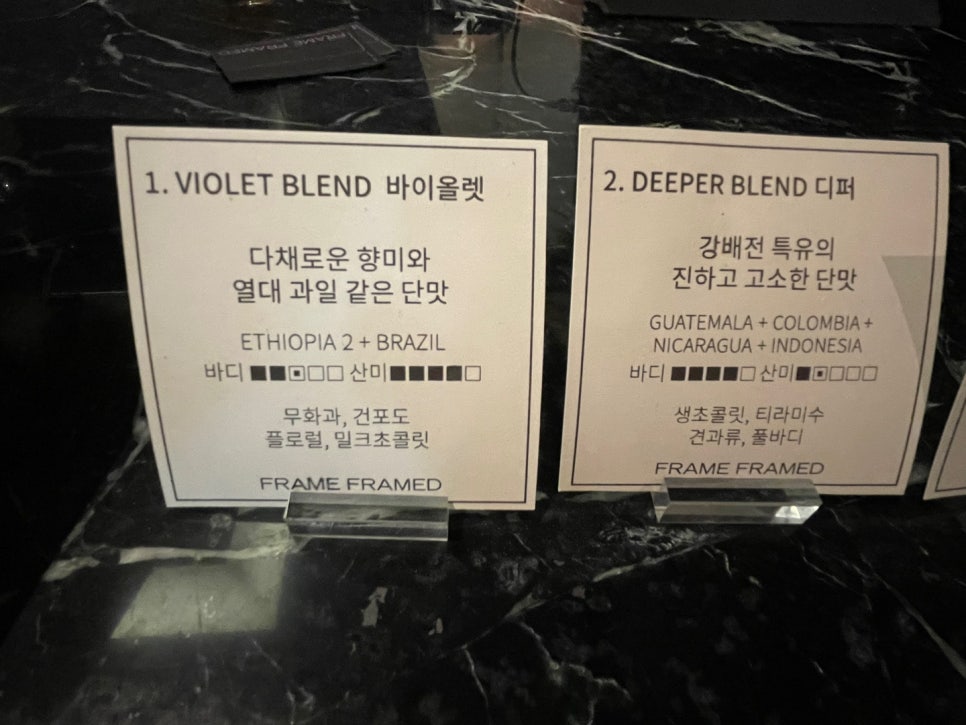 FRAME FRAMED
1. VIOLET BLEND 바이올렛
다채로운 향미와
열대 과일 같은 단맛
ETHIOPIA 2 + BRAZIL
바디 ■■▣□□ 산미 ■■■■□
무화과, 건포도
플로럴, 밀크초콜릿
FRAME FRAMED
2. DEEPER BLEND 디퍼
강배전 특유의
진하고 고소한 단맛
GUATEMALA + COLOMBIA +
NICARAGUA + INDONESIA
바디 ■■■■□ 산미 ■▣□□□
생초콜릿, 티라미수
견과류, 풀바디
FRAME FRAMED